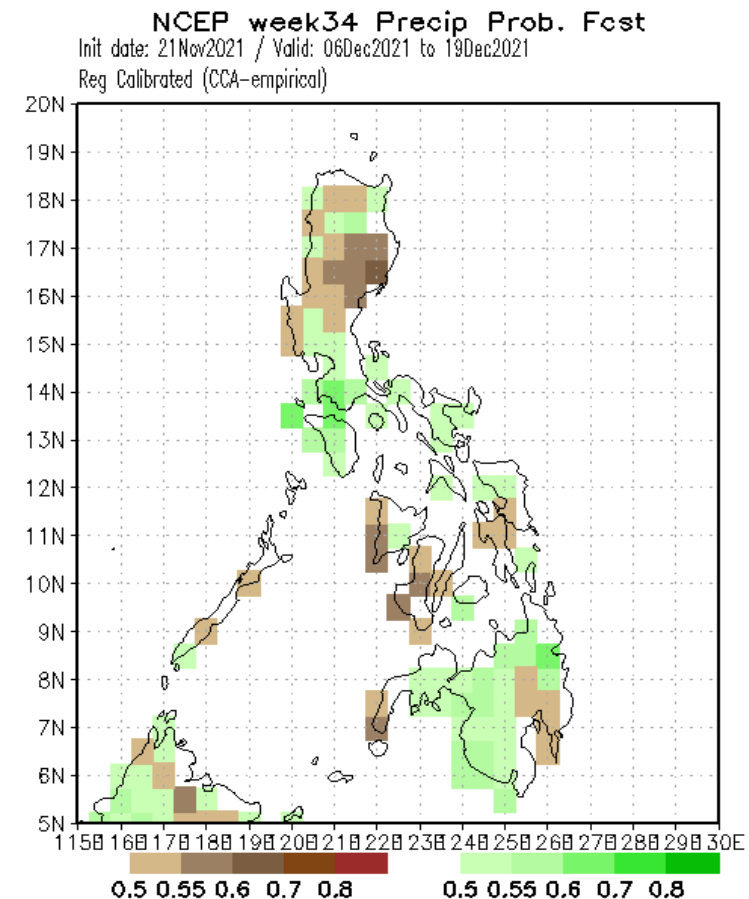 NCEP week34 Precip Prob. Fcst
Init date: 21Nov2021 / Valid: 06Dec2021 to 19Dec2021
Reg Calibrated (CCA-empirical)
20N
19N
18N
17N
16N
15N
14N
13N
12N
11N
10N
9N
8N
7N
6N
5N
115E 116E 117E 118E 119E 120E 121E 122E 123E 124E 125E 126E 127E 128E 129E 130E
0.5 0.55 0.6 0.7 0.8 0.5 0.55 0.6 0.7 0.8